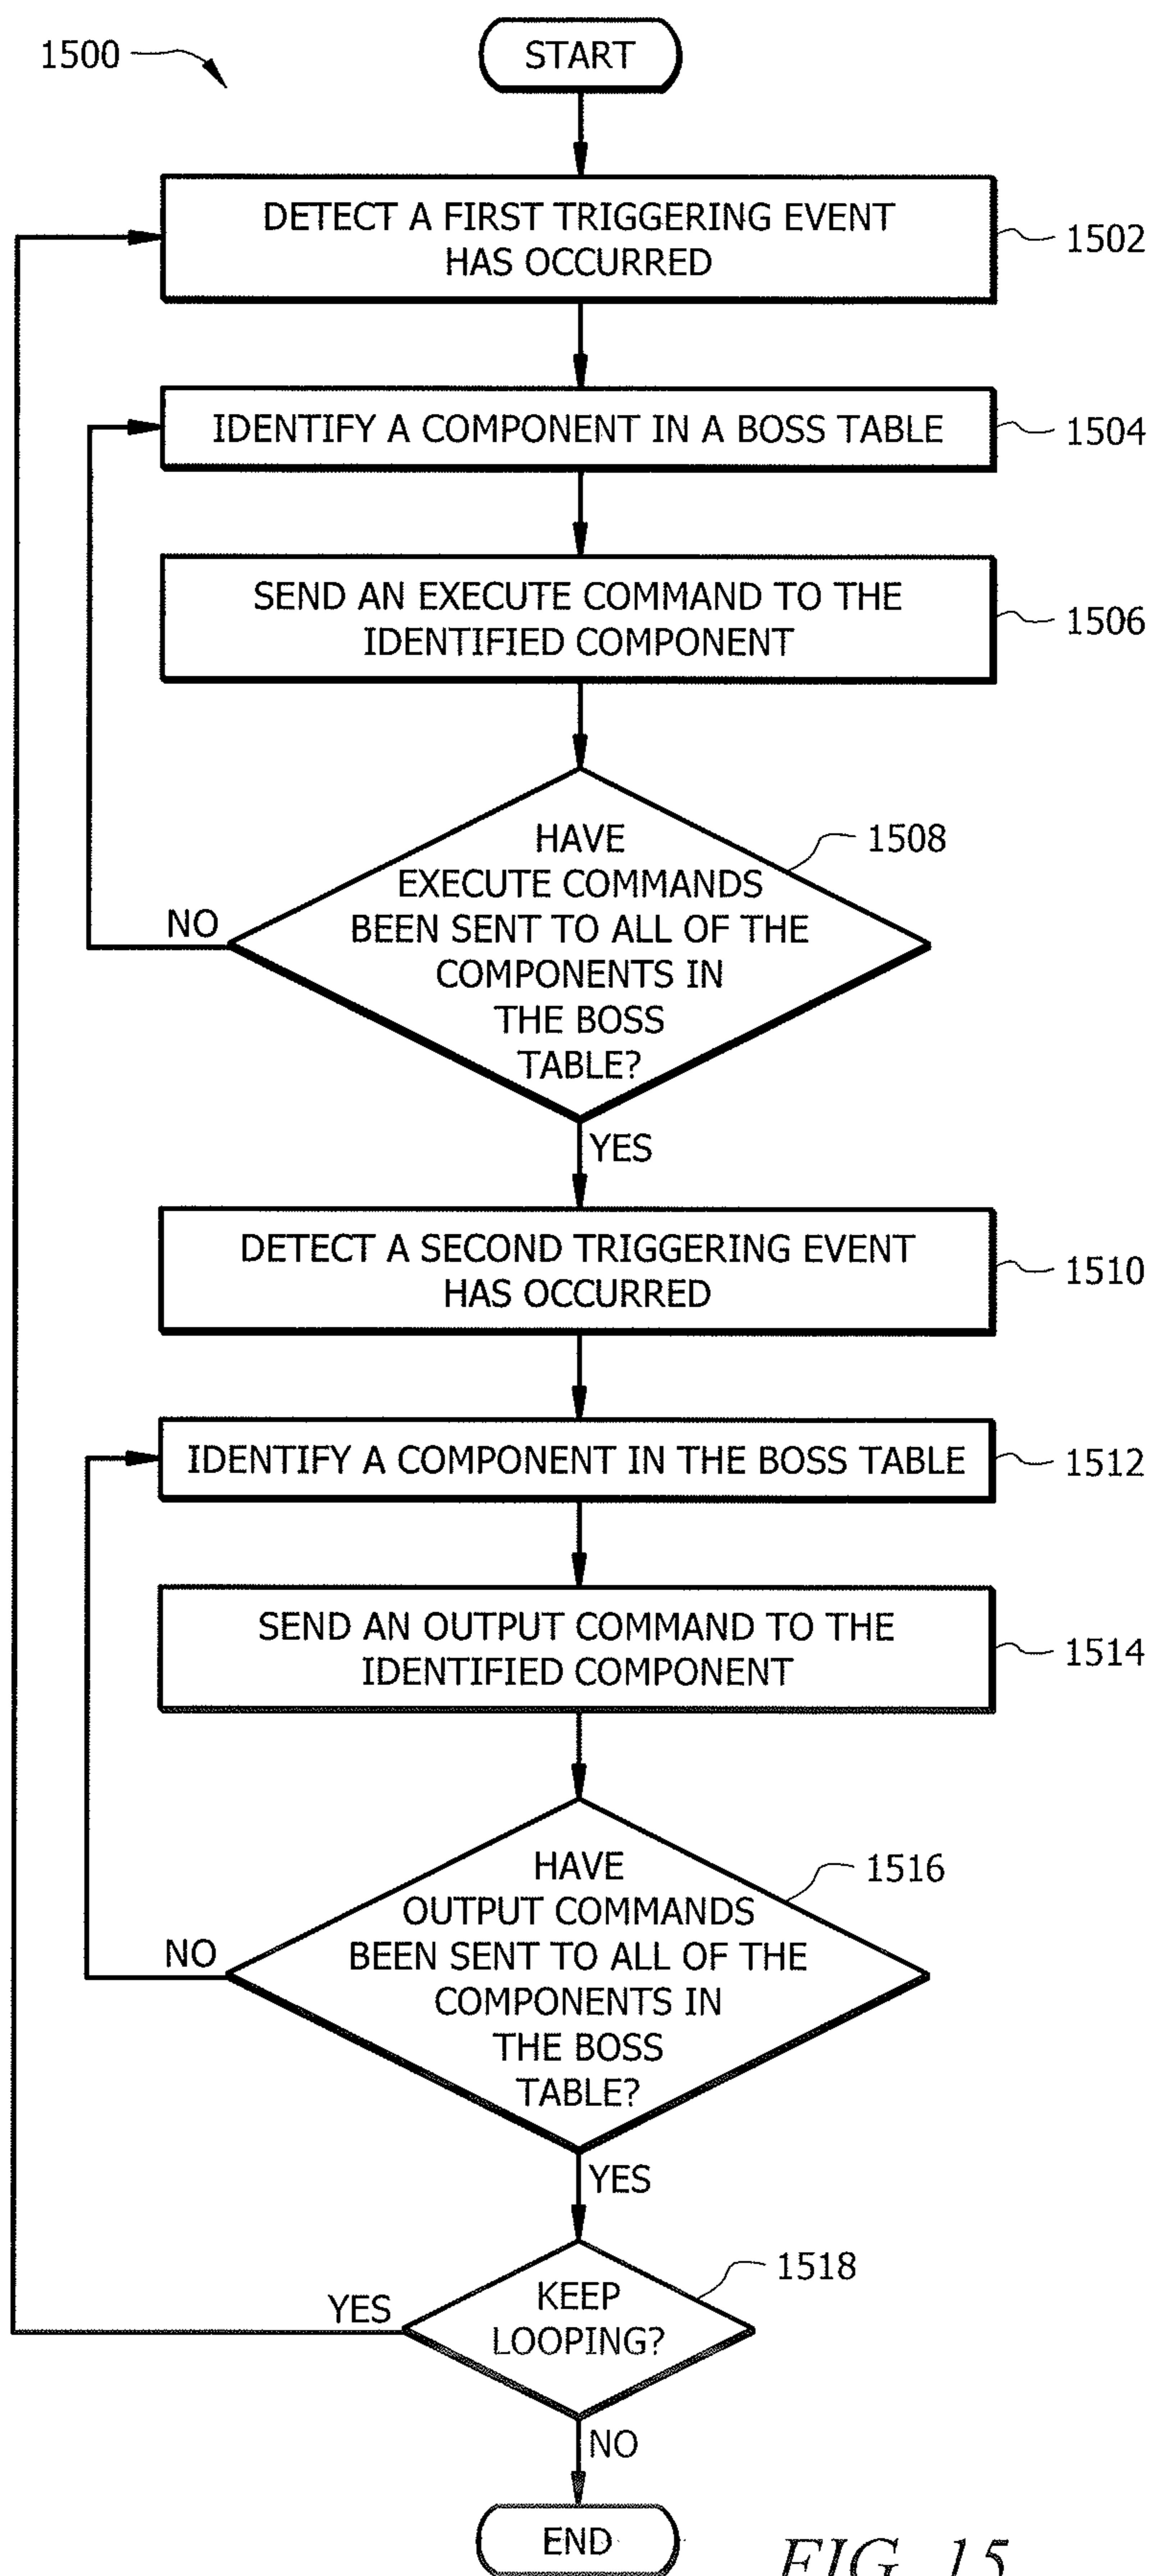 1500
START
DETECT A FIRST TRIGGERING EVENT
HAS OCCURRED
1502
IDENTIFY A COMPONENT IN A BOSS TABLE
1504
SEND AN EXECUTE COMMAND TO THE
IDENTIFIED COMPONENT
1506
HAVE
EXECUTE COMMANDS
BEEN SENT TO ALL OF THE
COMPONENTS IN
THE BOSS
TABLE?
1508
NO
YES
DETECT A SECOND TRIGGERING EVENT
HAS OCCURRED
1510
IDENTIFY A COMPONENT IN THE BOSS TABLE
1512
SEND AN OUTPUT COMMAND TO THE
IDENTIFIED COMPONENT
1514
HAVE
OUTPUT COMMANDS
BEEN SENT TO ALL OF THE
COMPONENTS IN
THE BOSS
TABLE?
1516
NO
YES
KEEP
LOOPING?
1518
YES
NO
END
FIG. 15